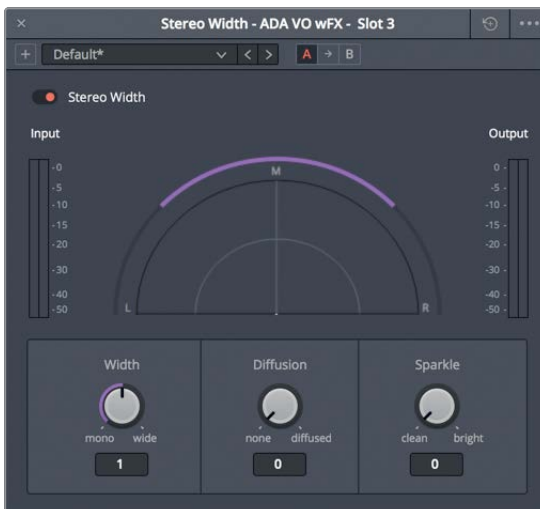 × Stereo Width - ADA VO wFX - Slot 3 •••
+ Default* < > A → B
Stereo Width
Input
Output
-0
-5
-10
-15
-20
-30
-40
-50
M
L
R
0 -
-5 -
-10 -
-15 -
-20 -
-30 -
-40 -
-50 -
Width
mono wide
1
Diffusion
none diffused
0
Sparkle
clean bright
0